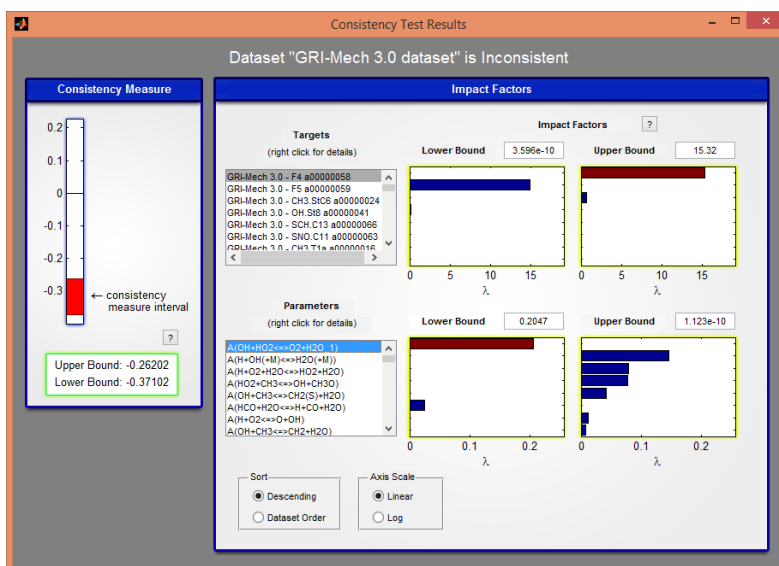 Consistency Test Results
Dataset "GRI-Mech 3.0 dataset" is Inconsistent
Consistency Measure
0.2
0.1
0
-0.1
-0.2
-0.3
← consistency
measure interval
?
Upper Bound: -0.26202
Lower Bound: -0.37102
Impact Factors
Impact Factors ?
Targets
(right click for details)
Lower Bound 3.596e-10 Upper Bound 15.32
GRI-Mech 3.0 - F4 a00000058
GRI-Mech 3.0 - F5 a00000059
GRI-Mech 3.0 - CH3.StC6 a00000024
GRI-Mech 3.0 - OH.St8 a00000041
GRI-Mech 3.0 - SCH.C13 a00000066
GRI-Mech 3.0 - SNO.C11 a00000063
GRI-Mech 3.0 - CH3.T1a a00000016
0 5 10 15
λ
0 5 10 15
λ
Parameters
(right click for details)
Lower Bound 0.2047 Upper Bound 1.123e-10
A(OH+HO2<=>O2+H2O_1)
A(H+OH(+M)<=>H2O(+M))
A(H+O2+H2O<=>HO2+H2O)
A(HO2+CH3<=>OH+CH3O)
A(OH+CH3<=>CH2(S)+H2O)
A(HCO+H2O<=>H+CO+H2O)
A(H+O2<=>O+OH)
A(OH+CH3<=>CH2+H2O)
0 0.1 0.2
λ
0 0.1 0.2
λ
Sort
Descending
Dataset Order
Axis Scale
Linear
Log